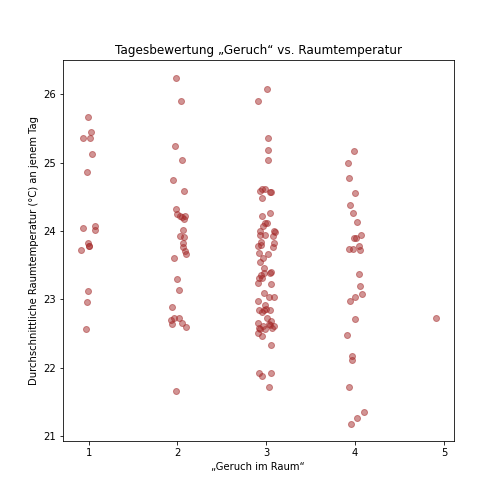 Tagesbewertung „Geruch“ vs. Raumtemperatur
Durchschnittliche Raumtemperatur (°C) an jenem Tag
26
25
24
23
22
21
1 2 3 4 5
„Geruch im Raum“